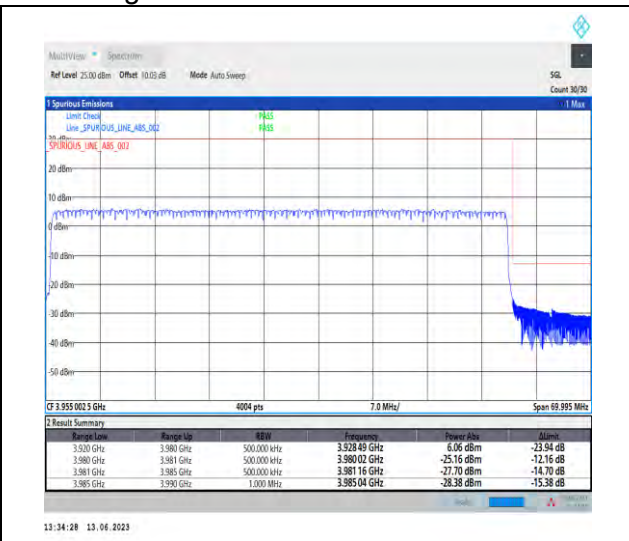 MultiView Spectrum
Ref Level 25.00 dBm Offset 10.03 dB Mode Auto Sweep SGL
Count 30/30
1 Spurious Emissions 1 Max
Limit Check PASS
Line _SPURIOUS_LINE_ABS_002 PASS
_SPURIOUS_LINE_ABS_002
20 dBm
10 dBm
0 dBm
-10 dBm
-20 dBm
-30 dBm
-40 dBm
-50 dBm
CF 3.955 002 5 GHz 4004 pts 7.0 MHz/ Span 69.995 MHz
2 Result Summary
Range Low Range Up RBW Frequency Power Abs ΔLimit
3.920 GHz 3.980 GHz 500.000 kHz 3.928 49 GHz 6.06 dBm -23.94 dB
3.980 GHz 3.981 GHz 500.000 kHz 3.980 02 GHz -25.16 dBm -12.16 dB
3.981 GHz 3.985 GHz 500.000 kHz 3.981 16 GHz -27.70 dBm -14.70 dB
3.985 GHz 3.990 GHz 1.000 MHz 3.985 04 GHz -28.38 dBm -15.38 dB
13:34:28 13.06.2023